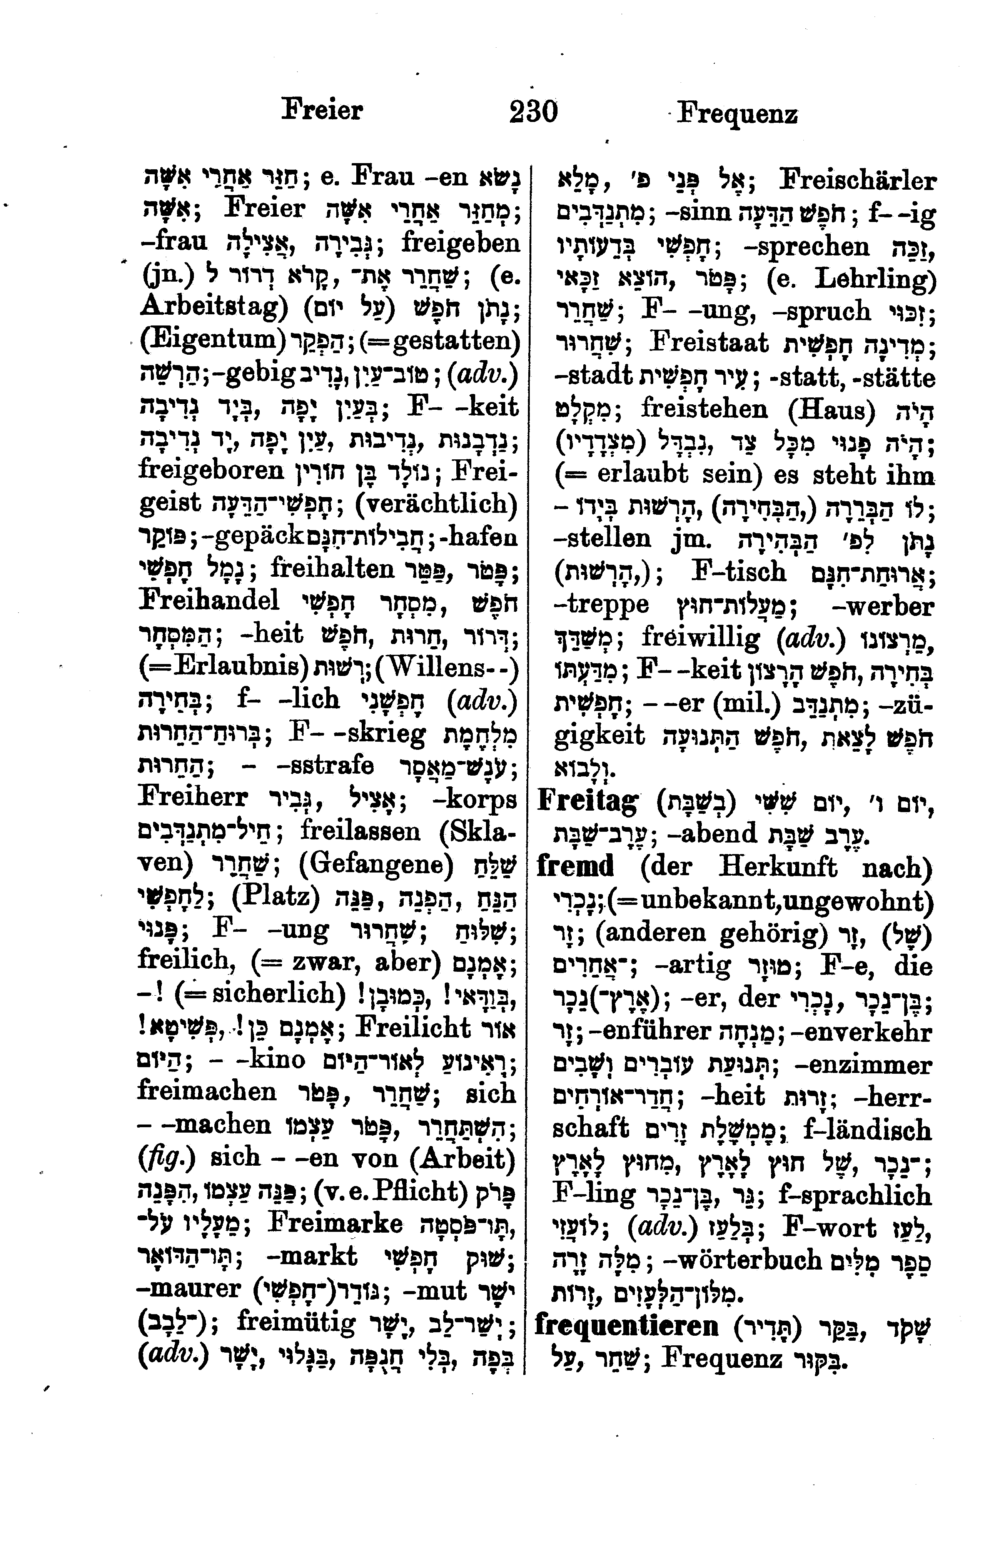 Freier 230 Frequenz
חִזֵּר אַחֲרֵי אִשָּׁה; e. Frau -en נָשׂא
אִשָּׁה; Freier מְחַזֵּר אַחֲרֵי אִשָּׁה;
-frau גְּבִירָה, אֲצִילָה; freigeben
(jn.) שַׁחְרֵר אֶת־, קָרֹא דְרוֹר ל; (e.
Arbeitstag) נָתֹן חֹפֶשׁ (עַל יוֹם);
(Eigentum) הַפְקֵר; (= gestatten)
הַרְשֵׁה; -gebig טוֹב־עַיִן, נָדִיב; (adv.)
בְּעַיִן יָפָה, בְּיָד נְדִיבָה; F- -keit
נַדְבָנוּת, נְדִיבוּת, עַיִן יָפָה, יָד נְדִיבָה;
freigeboren נוֹלָד בֶּן חוֹרִין; Frei-
geist חָפְשִׁי־הַדֵּעָה; (verächtlich)
פּוֹקֵר; -gepäck חֲבִילוֹת־חִנָּם; -hafen
נָמֵל חָפְשִׁי; freihalten פָּטֹר, פַּטֵּר;
Freihandel מִסְחָר חָפְשִׁי, חֹפֶשׁ
הַמִּסְחָר; -heit דְּרוֹר, חֵרוּת, חֹפֶשׁ;
(=Erlaubnis) רְשׁוּת; (Willens--)
בְּחִירָה; f- -lich חָפְשָׁנִי (adv.)
בְּרוּחַ־הַחֵרוּת; F- -skrieg מִלְחֶמֶת
הַחֵרוּת; - -sstrafe עֹנֶשׁ־מַאֲסָר;
Freiherr אָצִיל, גְּבִיר; -korps
חֵיל־מִתְנַדְּבִים; freilassen (Skla-
ven) שַׁחְרֵר; (Gefangene) שַׁלַּח
לַחָפְשִׁי; (Platz) הַנַּח, הַפְנֵה, פַּנֵּה
פָּנוּי; F- -ung שִׁחְרוּר; שִׁלּוּחַ;
freilich, (= zwar, aber) אָמְנָם;
-! (= sicherlich) בְּוַדָּאי!, כַּמּוּבָן!,
אָמְנָם כֵּן!, פְּשִׁיטָא!; Freilicht אוֹר
הַיּוֹם; - -kino רְאִינוֹעַ לְאוֹר־הַיּוֹם;
freimachen שַׁחְרֵר, פָּטֹר; sich
- -machen הִשְׁתַּחְרֵר, פָּטֹר עַצְמוֹ;
(fig.) sich - -en von (Arbeit)
הִפָּנֵה, פַּנֵּה עַצְמוֹ; (v. e. Pflicht) פָּרֹק
מֵעָלָיו עֹל־; Freimarke תָּו־פֹּסְטָה,
תָּו־הַדּוֹאָר; -markt שׁוּק חָפְשִׁי;
-maurer גּוֹדֵר(־חָפְשִׁי); -mut ישֶׁר
(־לֵבָב); freimütig יְשַׁר־לֵב, יָשָׁר;
(adv.) יָשָׁר, בְּגָלוּי, בְּלִי חֲנֻפָּה, בְּפֶה
מָלֵא, אֶל פְּנֵי פ'; Freischärler
מִתְנַדְּבִים; -sinn חֹפֶשׁ הַדֵּעָה; f--ig
חָפְשִׁי בְּדֵעוֹתָיו; -sprechen זַכֵּה,
הוֹצֵא זַכַּאי, פָּטֹר; (e. Lehrling)
שַׁחְרֵר; F- -ung, -spruch זִכּוּי;
שִׁחְרוּר; Freistaat מְדִינָה חָפְשִׁית;
-stadt עִיר חָפְשִׁית; -statt, -stätte
מִקְלָט; freistehen (Haus) הָיֹה
(מִצְּדָדָיו) נִבְדָּל, הָיֹה פָנוּי מִכָּל צַד;
(= erlaubt sein) es steht ihm
- לוֹ הַבְּרֵרָה (הַבְּחִירָה), הָרְשׁוּת בְּיָדוֹ;
-stellen jm. נָתֹן לִפ' הַבְּחִירָה
(הָרְשׁוּת,); F-tisch אֲרוּחַת־חִנָּם;
-treppe מַעֲלוֹת־חוּץ; -werber
מְשַׁדֵּךְ; freiwillig (adv.) מֵרְצוֹנוֹ,
מִדַּעְתּוֹ; F--keit בְּחִירָה, חֹפֶשׁ הָרָצוֹן
חָפְשִׁית; --er (mil.) מִתְנַדֵּב; -zü-
gigkeit חֹפֶשׁ הַתְּנוּעָה, חֹפֶשׁ לָצֵאת
וְלָבוֹא.
Freitag יוֹם ו', יוֹם שִׁשִּׁי (בְּשַׁבָּת),
עֶרֶב־שַׁבָּת; -abend עֶרֶב שַׁבָּת.
fremd (der Herkunft nach)
נָכְרִי; (=unbekannt, ungewohnt)
זָר; (anderen gehörig) זָר, (שֶׁל)
־אֲחֵרִים; -artig מוּזָר; F-e, die
(אֶרֶץ־)נֵכָר; -er, der נָכְרִי, בֶּן־נֵכָר;
זָר; -enführer מַנְחֶה; -enverkehr
תְּנוּעַת עוֹבְרִים וְשָׁבִים; -enzimmer
חֲדַר־אוֹרְחִים; -heit זָרוּת; -herr-
schaft מֶמְשֶׁלֶת זָרִים; f-ländisch
־נֵכָר, שֶׁל חוּץ לָאָרֶץ, מִחוּץ לָאָרֶץ;
F-ling גֵּר, בֶּן־נֵכָר, זָר; f-sprachlich
לוֹעֲזִי; (adv.) בְּלַעַז; F-wort לַעַז,
מִלָּה זָרָה; -wörterbuch סֵפֶר מִלִּים
זָרוֹת, מִלּוֹן־הַלְּעָזִים.
frequentieren בַּקֵּר (תָּדִיר), שָׁקֹד
עַל, שַׁחֵר; Frequenz בִּקּוּר.